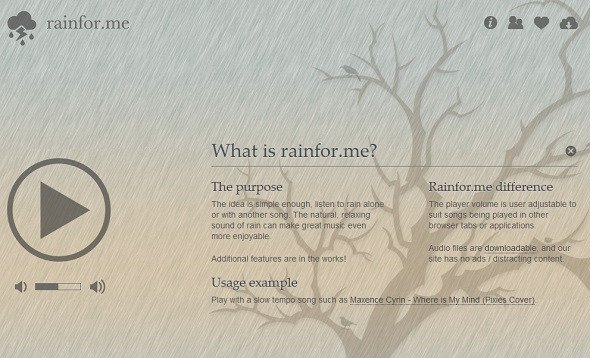 rainfor.me
What is rainfor.me?
The purpose
The idea is simple enough, listen to rain alone
or with another song. The natural, relaxing
sound of rain can make great music even
more enjoyable.
Additional features are in the works!
Rainfor.me difference
The player volume is user adjustable to
suit songs being played in other
browser tabs or applications.
Audio files are downloadable, and our
site has no ads / distracting content.
Usage example
Play with a slow tempo song such as Maxence Cyrin - Where is My Mind (Pixies Cover).